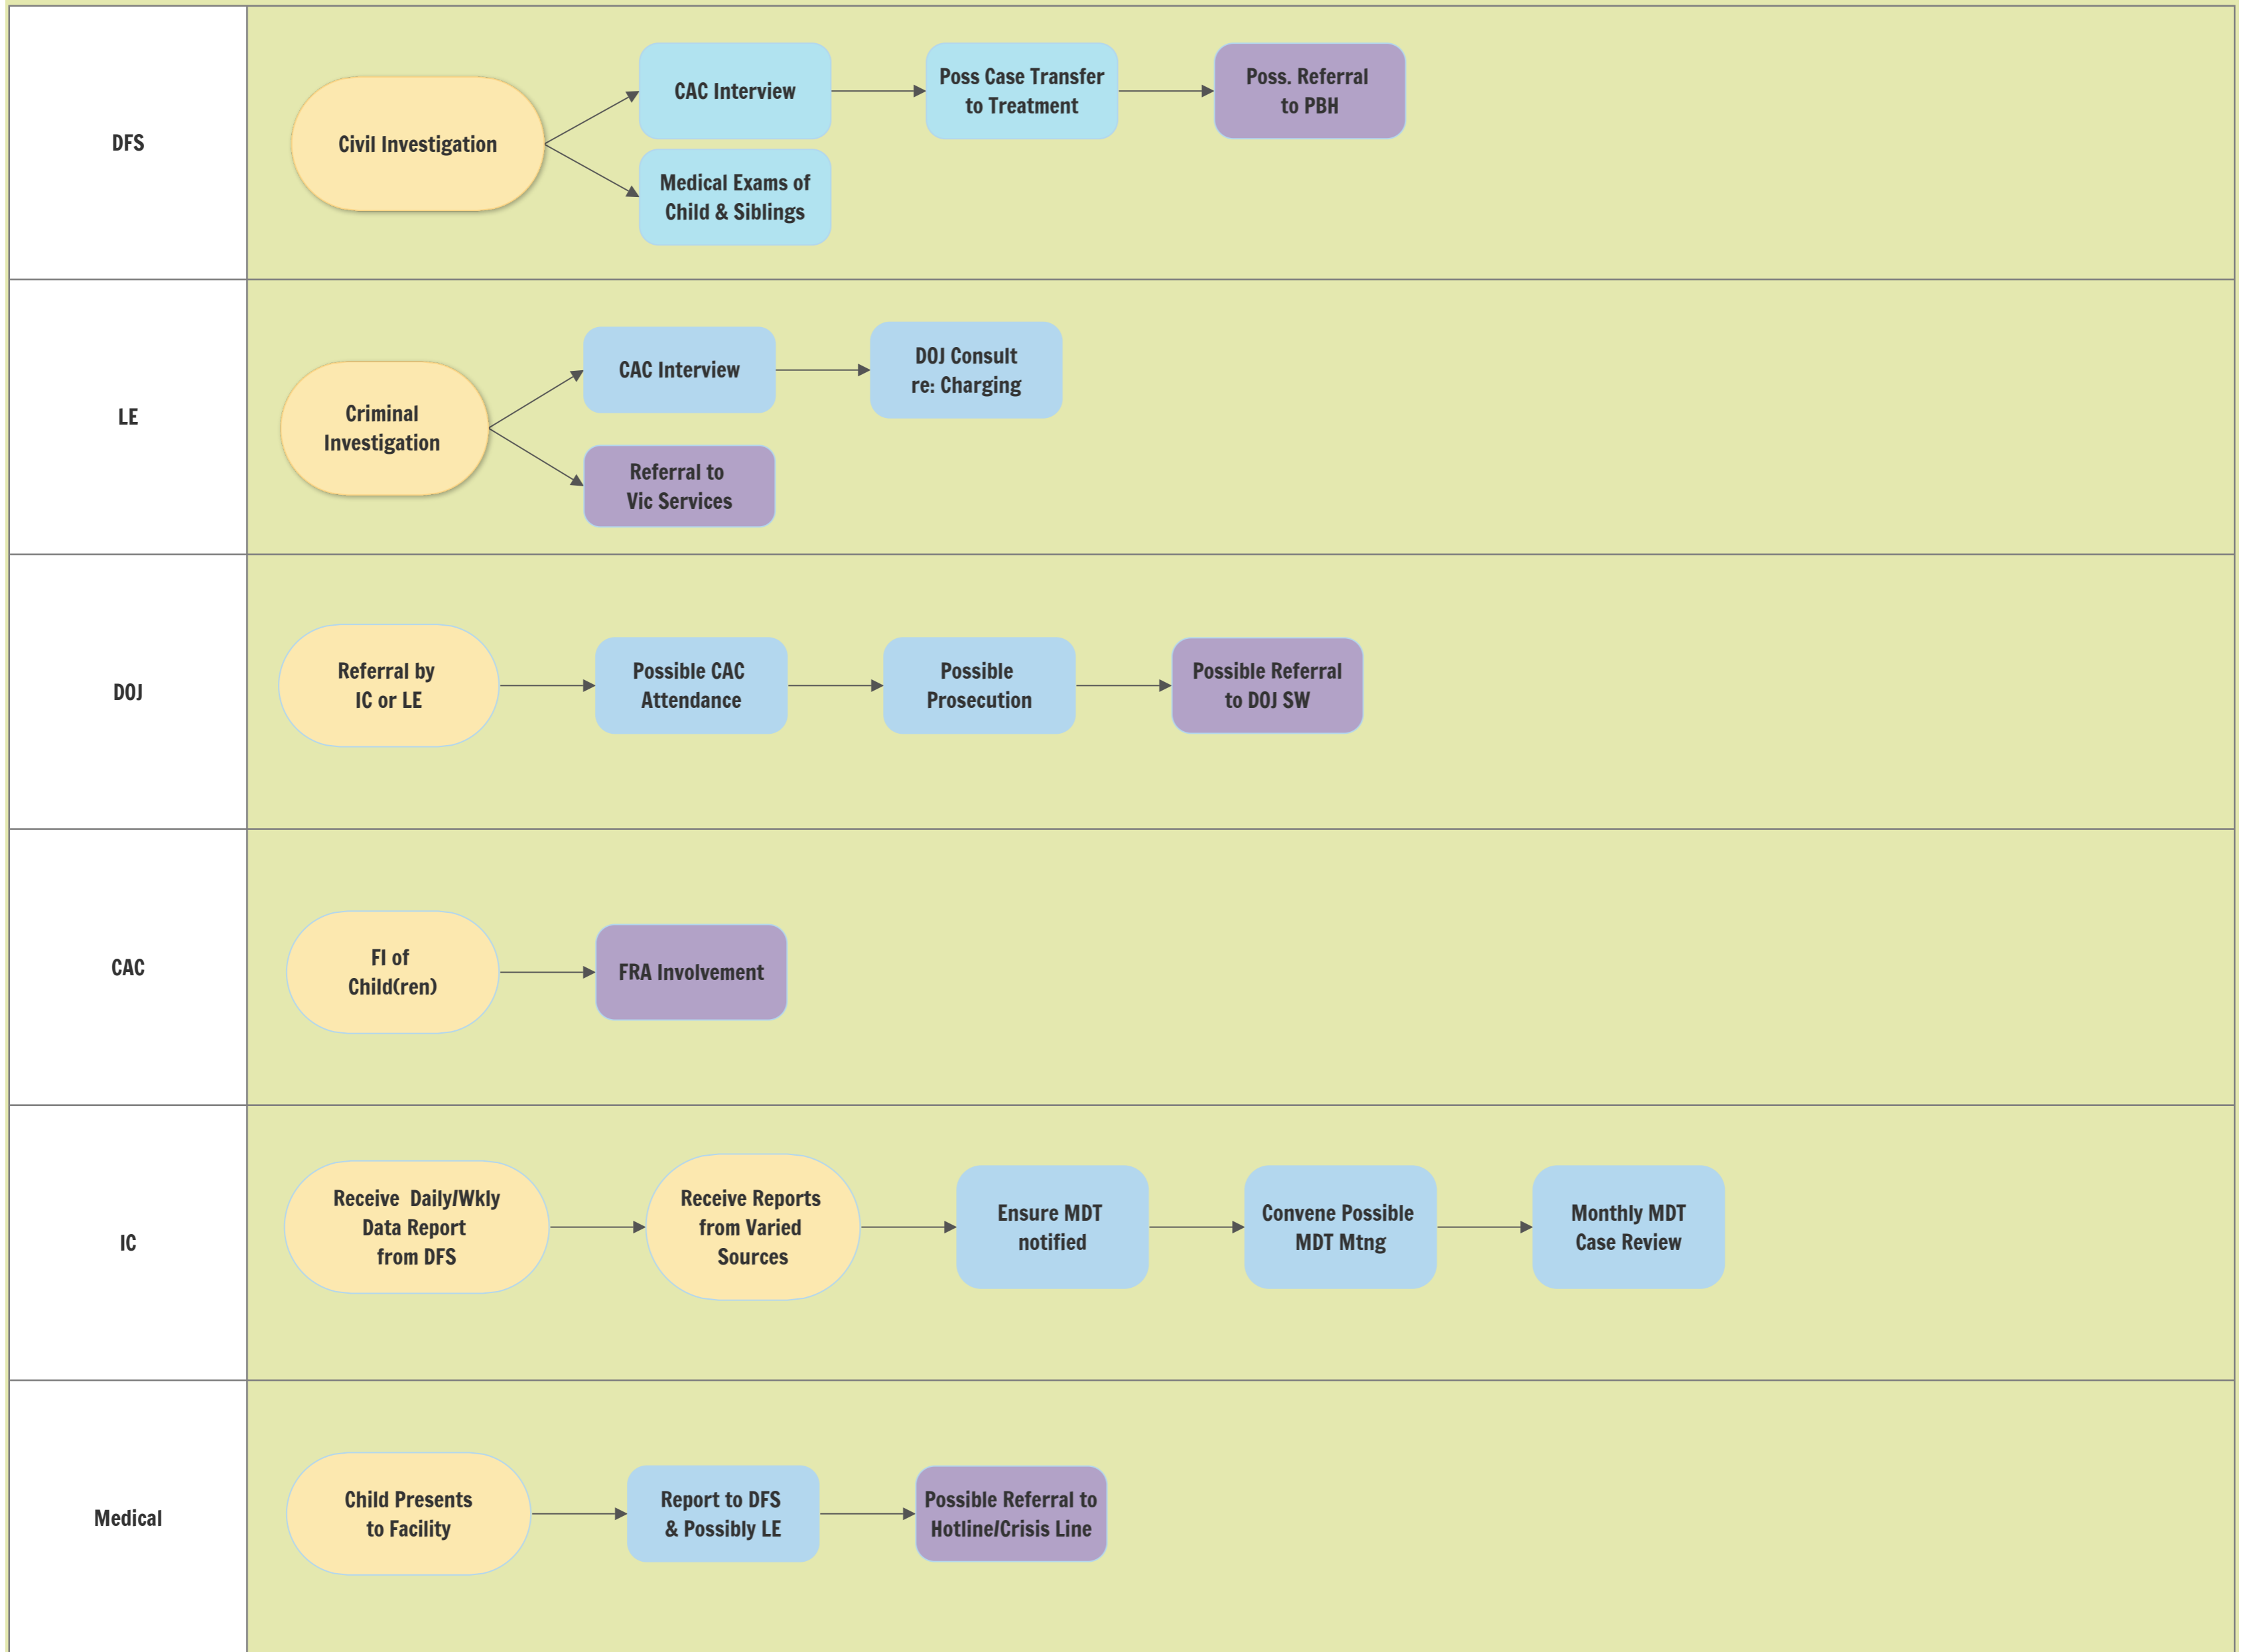 DFS
Civil Investigation
CAC Interview
Poss Case Transfer
to Treatment
Poss. Referral
to PBH
Medical Exams of
Child & Siblings
LE
Criminal
Investigation
CAC Interview
DOJ Consult
re: Charging
Referral to
Vic Services
DOJ
Referral by
IC or LE
Possible CAC
Attendance
Possible
Prosecution
Possible Referral
to DOJ SW
CAC
FI of
Child(ren)
FRA Involvement
IC
Receive Daily/Wkly
Data Report
from DFS
Receive Reports
from Varied
Sources
Ensure MDT
notified
Convene Possible
MDT Mtng
Monthly MDT
Case Review
Medical
Child Presents
to Facility
Report to DFS
& Possibly LE
Possible Referral to
Hotline/Crisis Line